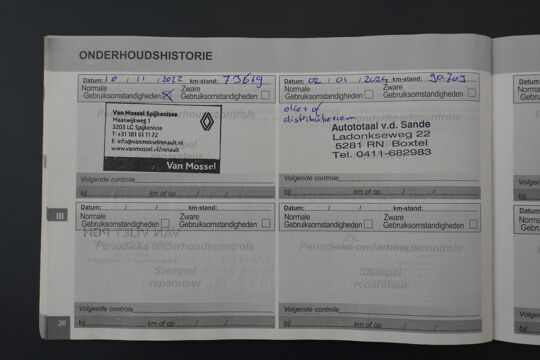 ONDERHOUDSHISTORIE
Datum: 10 / 11 / 2022 km-stand: 73619
Normale Gebruiksomstandigheden Zware Gebruiksomstandigheden
Van Mossel Spijkenisse
Maaswijkweg 1
3203 LG Spijkenisse
T: +31 181 61 11 22
E: info@vanmosselrenault.nl
www.vanmossel.nl/renault
Van Mossel
Volgende controle
bij km of op / /
Datum: 02 / 01 / 2024 km-stand: 90709
Normale Gebruiksomstandigheden Zware Gebruiksomstandigheden
distributieriem
Autototaal v.d. Sande
Ladonkseweg 22
5281 RN Boxtel
Tel. 0411-682983
Volgende controle
bij km of op / /
III
Datum: / / km-stand:
Normale Gebruiksomstandigheden Zware Gebruiksomstandigheden
Periodieke onderhoudscontrole
Stempel
reparateur
Volgende controle
bij km of op / /
Datum: / / km-stand:
Normale Gebruiksomstandigheden Zware Gebruiksomstandigheden
Periodieke onderhoudscontrole
Stempel
reparateur
Volgende controle
bij km of op / /
26